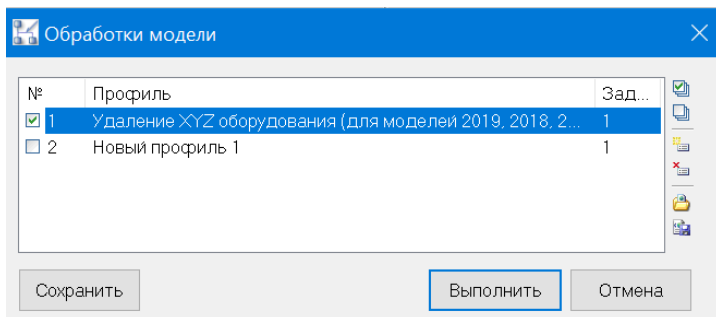 Обработки модели
№ Профиль Зад...
1 Удаление XYZ оборудования (для моделей 2019, 2018, 2... 1
2 Новый профиль 1 1
Сохранить Выполнить Отмена